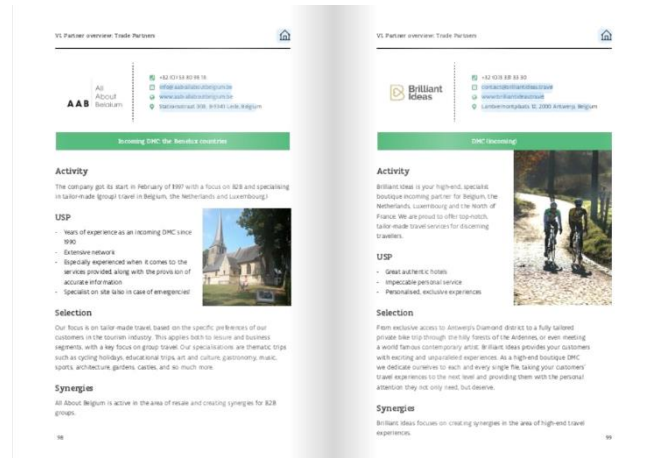 VL Partner overview: Trade Partners
AAB
All
About
Belgium
Incoming DMC: the Benelux countries
Activity
The company got its start in February of 1997 with a focus on B2B and specialising
in tailor-made (group) travel in Belgium, the Netherlands and Luxembourg.)
USP
- Years of experience as an incoming DMC since
1990
- Extensive network
- Especially experienced when it comes to the
services provided, along with the provision of
accurate information
- Specialist on site (also in case of emergencies)
Selection
Our focus is on tailor-made travel, based on the specific preferences of our
customers in the tourism industry. This applies both to leisure and business
segments, with a key focus on group travel. Our specialisations are thematic trips
such as cycling holidays, educational trips, art and culture, gastronomy, music,
sports, architecture, gardens, castles, and so much more.
Synergies
All About Belgium is active in the area of resale and creating synergies for B2B
groups.
98
VL Partner overview: Trade Partners
Brilliant
Ideas
contact@brilliantideas.travel
www.brilliantideas.travel
DMC (incoming)
Activity
Brilliant Ideas is your high-end, specialist
boutique incoming partner for Belgium, the
Netherlands, Luxembourg and the North of
France. We are proud to offer top-notch,
tailor-made travel services for discerning
travellers.
USP
- Great authentic hotels
- Impeccable personal service
- Personalised, exclusive experiences
Selection
From exclusive access to Antwerp's Diamond district to a fully tailored
private bike trip through the hilly forests of the Ardennes, or even meeting
a world famous contemporary artist: Brilliant Ideas provides your customers
with exciting and unparalleled experiences. As a high-end boutique DMC
we dedicate ourselves to each and every single file, taking your customers'
travel experiences to the next level and providing them with the personal
attention they not only need, but deserve.
Synergies
Brilliant Ideas focuses on creating synergies in the area of high-end travel
experiences.
99